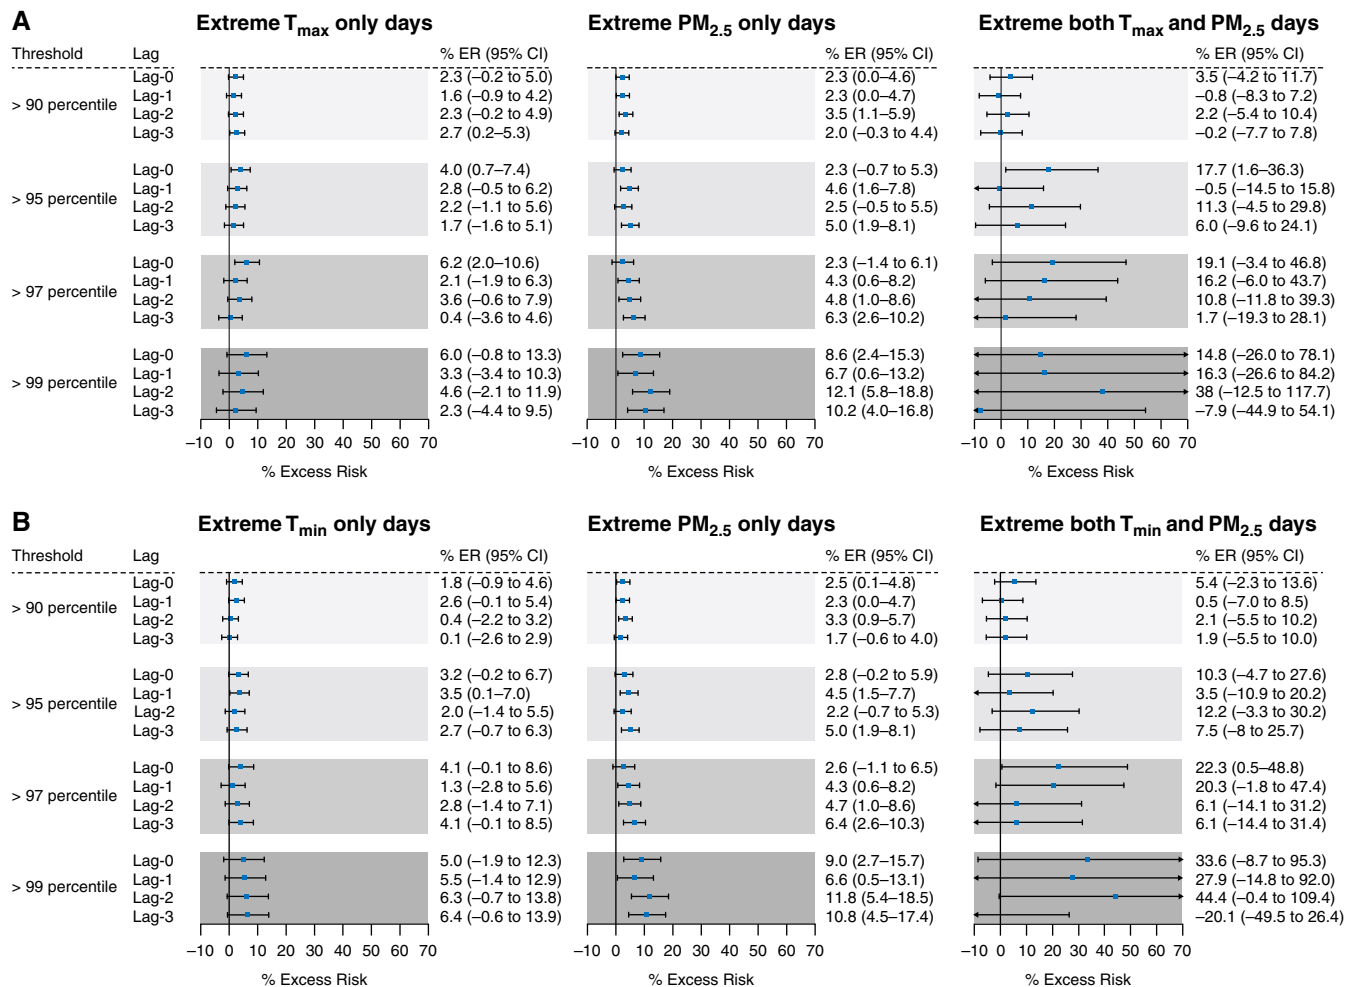 A
Extreme Tmax only days
Extreme PM2.5 only days
Extreme both Tmax and PM2.5 days
Threshold Lag % ER (95% CI) % ER (95% CI) % ER (95% CI)
> 90 percentile
Lag-0 2.3 (−0.2 to 5.0) 2.3 (0.0–4.6) 3.5 (−4.2 to 11.7)
Lag-1 1.6 (−0.9 to 4.2) 2.3 (0.0–4.7) −0.8 (−8.3 to 7.2)
Lag-2 2.3 (−0.2 to 4.9) 3.5 (1.1–5.9) 2.2 (−5.4 to 10.4)
Lag-3 2.7 (0.2–5.3) 2.0 (−0.3 to 4.4) −0.2 (−7.7 to 7.8)
> 95 percentile
Lag-0 4.0 (0.7–7.4) 2.3 (−0.7 to 5.3) 17.7 (1.6–36.3)
Lag-1 2.8 (−0.5 to 6.2) 4.6 (1.6–7.8) −0.5 (−14.5 to 15.8)
Lag-2 2.2 (−1.1 to 5.6) 2.5 (−0.5 to 5.5) 11.3 (−4.5 to 29.8)
Lag-3 1.7 (−1.6 to 5.1) 5.0 (1.9–8.1) 6.0 (−9.6 to 24.1)
> 97 percentile
Lag-0 6.2 (2.0–10.6) 2.3 (−1.4 to 6.1) 19.1 (−3.4 to 46.8)
Lag-1 2.1 (−1.9 to 6.3) 4.3 (0.6–8.2) 16.2 (−6.0 to 43.7)
Lag-2 3.6 (−0.6 to 7.9) 4.8 (1.0–8.6) 10.8 (−11.8 to 39.3)
Lag-3 0.4 (−3.6 to 4.6) 6.3 (2.6–10.2) 1.7 (−19.3 to 28.1)
> 99 percentile
Lag-0 6.0 (−0.8 to 13.3) 8.6 (2.4–15.3) 14.8 (−26.0 to 78.1)
Lag-1 3.3 (−3.4 to 10.3) 6.7 (0.6–13.2) 16.3 (−26.6 to 84.2)
Lag-2 4.6 (−2.1 to 11.9) 12.1 (5.8–18.8) 38 (−12.5 to 117.7)
Lag-3 2.3 (−4.4 to 9.5) 10.2 (4.0–16.8) −7.9 (−44.9 to 54.1)
−10 0 10 20 30 40 50 60 70 −10 0 10 20 30 40 50 60 70 −10 0 10 20 30 40 50 60 70
% Excess Risk % Excess Risk % Excess Risk
B
Extreme Tmin only days
Extreme PM2.5 only days
Extreme both Tmin and PM2.5 days
Threshold Lag % ER (95% CI) % ER (95% CI) % ER (95% CI)
> 90 percentile
Lag-0 1.8 (−0.9 to 4.6) 2.5 (0.1–4.8) 5.4 (−2.3 to 13.6)
Lag-1 2.6 (−0.1 to 5.4) 2.3 (0.0–4.7) 0.5 (−7.0 to 8.5)
Lag-2 0.4 (−2.2 to 3.2) 3.3 (0.9–5.7) 2.1 (−5.5 to 10.2)
Lag-3 0.1 (−2.6 to 2.9) 1.7 (−0.6 to 4.0) 1.9 (−5.5 to 10.0)
> 95 percentile
Lag-0 3.2 (−0.2 to 6.7) 2.8 (−0.2 to 5.9) 10.3 (−4.7 to 27.6)
Lag-1 3.5 (0.1–7.0) 4.5 (1.5–7.7) 3.5 (−10.9 to 20.2)
Lag-2 2.0 (−1.4 to 5.5) 2.2 (−0.7 to 5.3) 12.2 (−3.3 to 30.2)
Lag-3 2.7 (−0.7 to 6.3) 5.0 (1.9–8.1) 7.5 (−8 to 25.7)
> 97 percentile
Lag-0 4.1 (−0.1 to 8.6) 2.6 (−1.1 to 6.5) 22.3 (0.5–48.8)
Lag-1 1.3 (−2.8 to 5.6) 4.3 (0.6–8.2) 20.3 (−1.8 to 47.4)
Lag-2 2.8 (−1.4 to 7.1) 4.7 (1.0–8.6) 6.1 (−14.1 to 31.2)
Lag-3 4.1 (−0.1 to 8.5) 6.4 (2.6–10.3) 6.1 (−14.4 to 31.4)
> 99 percentile
Lag-0 5.0 (−1.9 to 12.3) 9.0 (2.7–15.7) 33.6 (−8.7 to 95.3)
Lag-1 5.5 (−1.4 to 12.9) 6.6 (0.5–13.1) 27.9 (−14.8 to 92.0)
Lag-2 6.3 (−0.7 to 13.8) 11.8 (5.4–18.5) 44.4 (−0.4 to 109.4)
Lag-3 6.4 (−0.6 to 13.9) 10.8 (4.5–17.4) −20.1 (−49.5 to 26.4)
−10 0 10 20 30 40 50 60 70 −10 0 10 20 30 40 50 60 70 −10 0 10 20 30 40 50 60 70
% Excess Risk % Excess Risk % Excess Risk